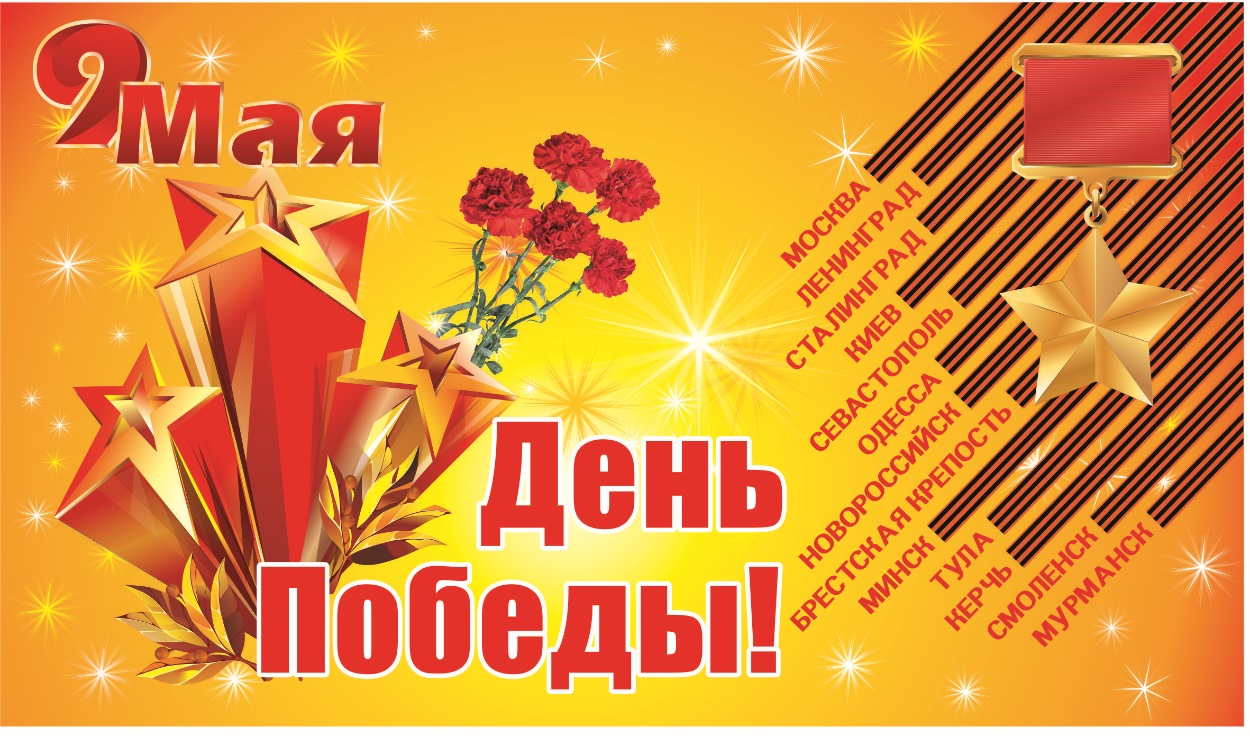 9 Мая
День
Победы!
МОСКВА
ЛЕНИНГРАД
СТАЛИНГРАД
КИЕВ
СЕВАСТОПОЛЬ
ОДЕССА
НОВОРОССИЙСК
БРЕСТСКАЯ КРЕПОСТЬ
МИНСК
ТУЛА
КЕРЧЬ
СМОЛЕНСК
МУРМАНСК